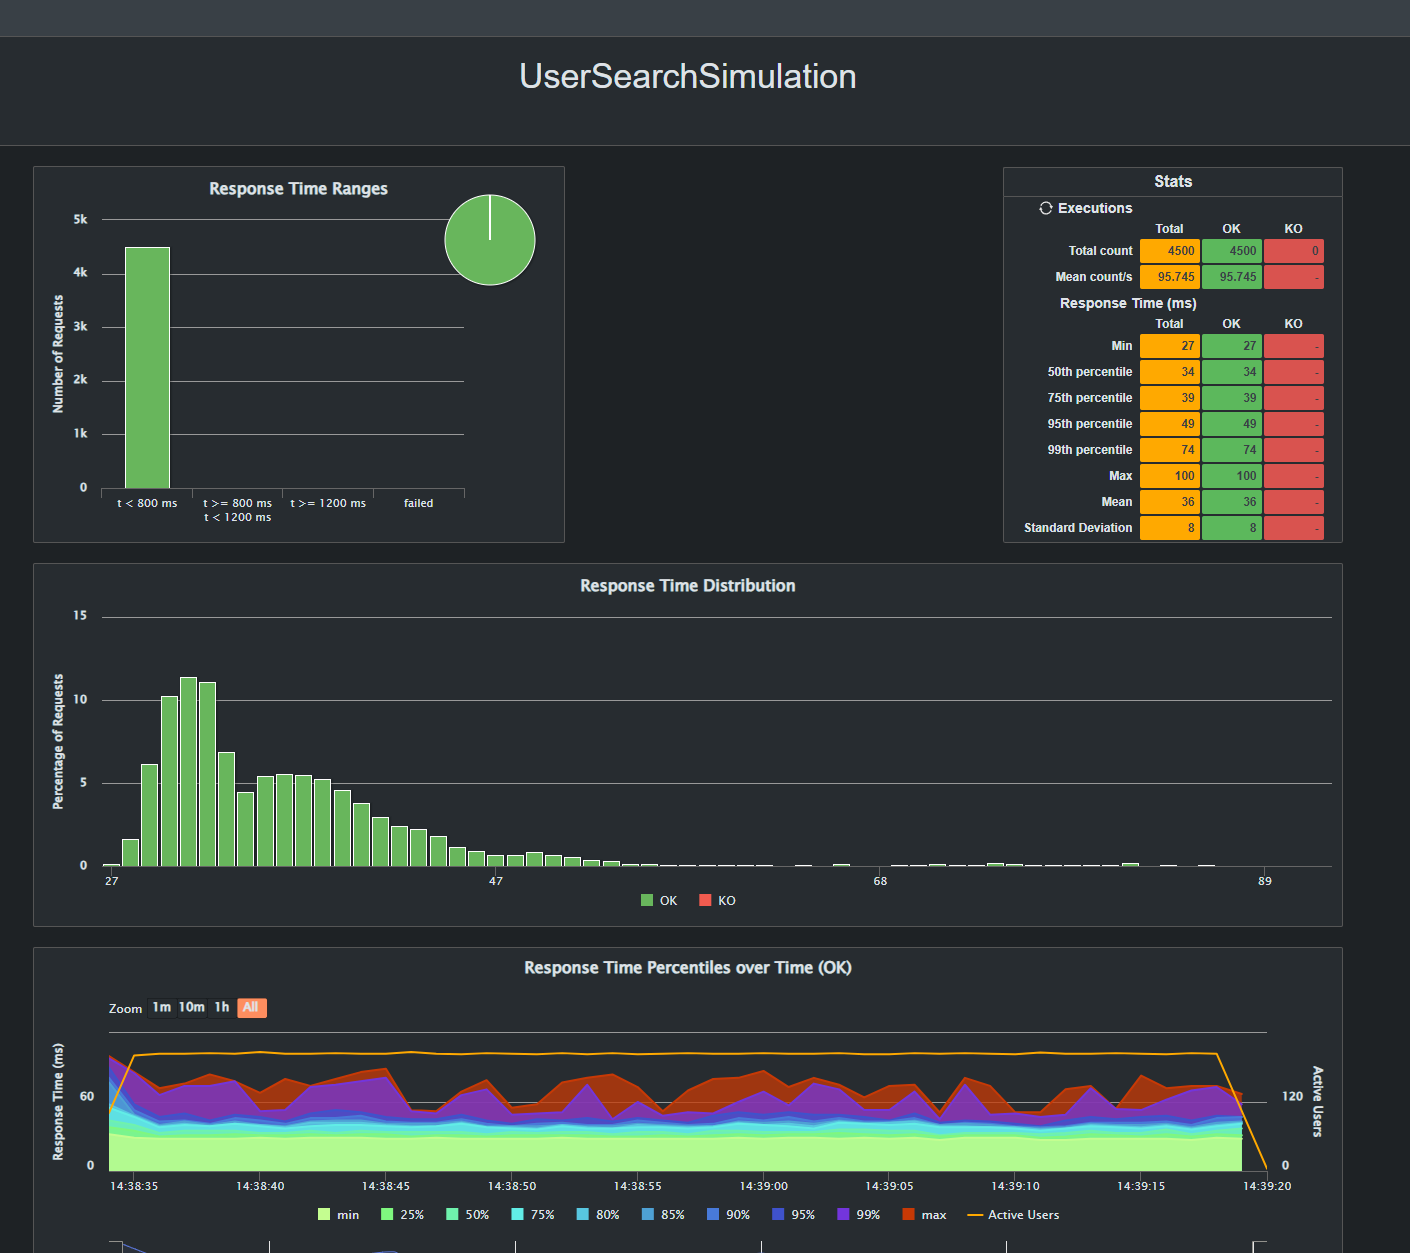 UserSearchSimulation
Response Time Ranges
Number of Requests
5k
4k
3k
2k
1k
0
t < 800 ms
t >= 800 ms
t < 1200 ms
t >= 1200 ms
failed
Stats
Executions
Total OK KO
Total count 4500 4500 0
Mean count/s 95.745 95.745 -
Response Time (ms)
Total OK KO
Min 27 27 -
50th percentile 34 34 -
75th percentile 39 39 -
95th percentile 49 49 -
99th percentile 74 74 -
Max 100 100 -
Mean 36 36 -
Standard Deviation 8 8 -
Response Time Distribution
Percentage of Requests
15
10
5
0
27 47 68 89
OK KO
Response Time Percentiles over Time (OK)
Zoom 1m 10m 1h All
Response Time (ms)
60
0
Active Users
120
0
14:38:35 14:38:40 14:38:45 14:38:50 14:38:55 14:39:00 14:39:05 14:39:10 14:39:15 14:39:20
min 25% 50% 75% 80% 85% 90% 95% 99% max Active Users